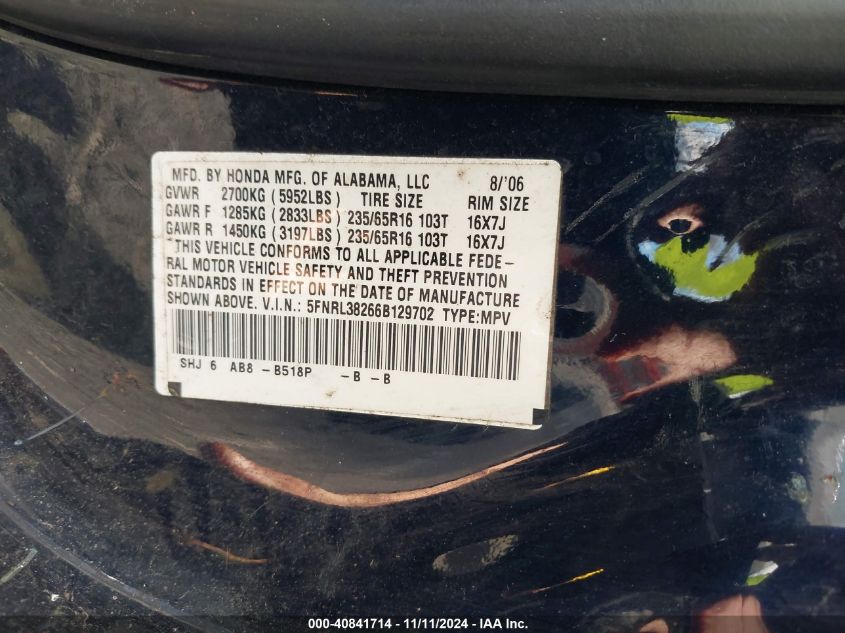 MFD. BY HONDA MFG. OF ALABAMA, LLC 8/'06
GVWR 2700KG (5952LBS) TIRE SIZE RIM SIZE
GAWR F 1285KG (2833LBS) 235/65R16 103T 16X7J
GAWR R 1450KG (3197LBS) 235/65R16 103T 16X7J
"THIS VEHICLE CONFORMS TO ALL APPLICABLE FEDE-
RAL MOTOR VEHICLE SAFETY AND THEFT PREVENTION
STANDARDS IN EFFECT ON THE DATE OF MANUFACTURE
SHOWN ABOVE. V.I.N.: 5FNRL38266B129702 TYPE:MPV
SHJ 6 AB8 -B518P -B -B
000-40841714 - 11/11/2024 - IAA Inc.